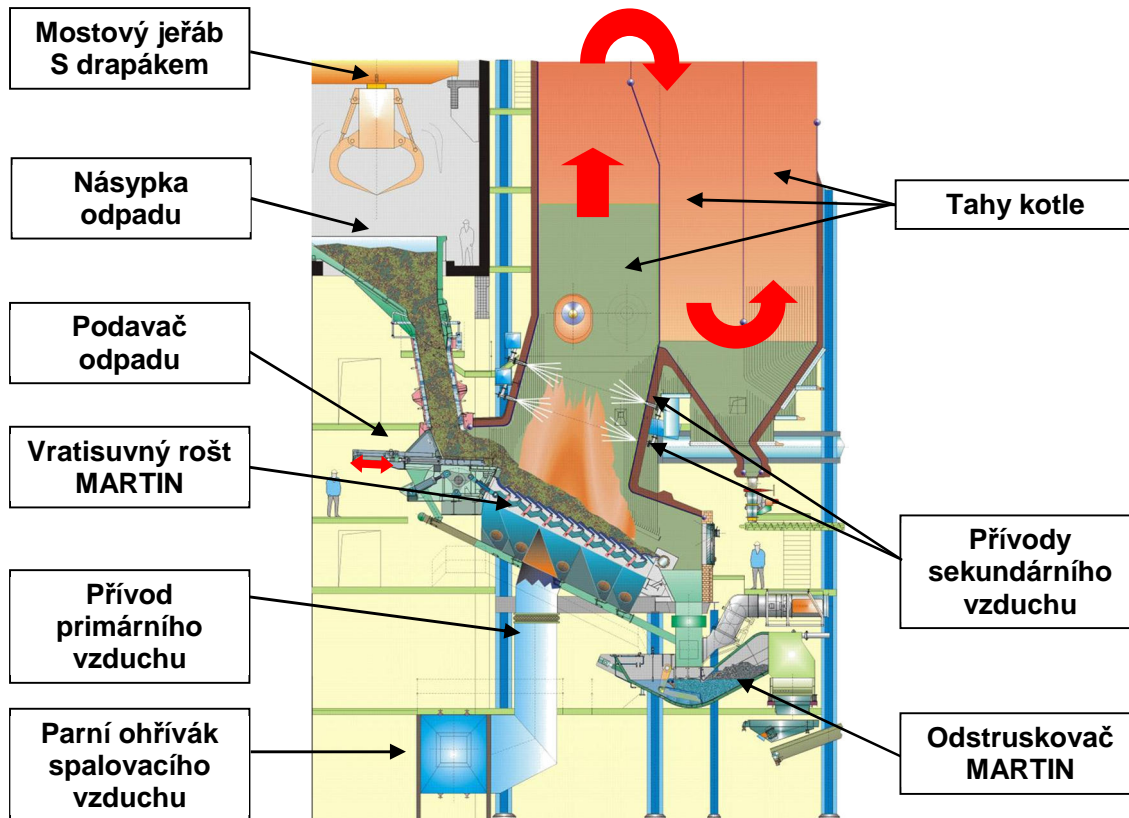 Mostový jeřáb
S drapákem
Násypka
odpadu
Podavač
odpadu
Vratisuvný rošt
MARTIN
Přívod
primárního
vzduchu
Parní ohřívák
spalovacího
vzduchu
Tahy kotle
Přívody
sekundárního
vzduchu
Odstruskovač
MARTIN